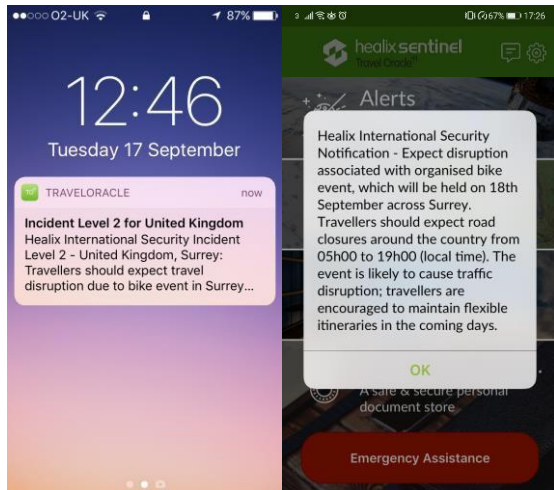 O2-UK
87%
12:46
Tuesday 17 September
TRAVELORACLE
now
Incident Level 2 for United Kingdom
Healix International Security Incident
Level 2 - United Kingdom, Surrey:
Travellers should expect travel
disruption due to bike event in Surrey...
3
67%
17:26
healix sentinel
Travel Oracle
Alerts
Healix International Security
Notification - Expect disruption
associated with organised bike
event, which will be held on 18th
September across Surrey.
Travellers should expect road
closures around the country from
05h00 to 19h00 (local time). The
event is likely to cause traffic
disruption; travellers are
encouraged to maintain flexible
itineraries in the coming days.
OK
A safe & secure personal
document store
Emergency Assistance